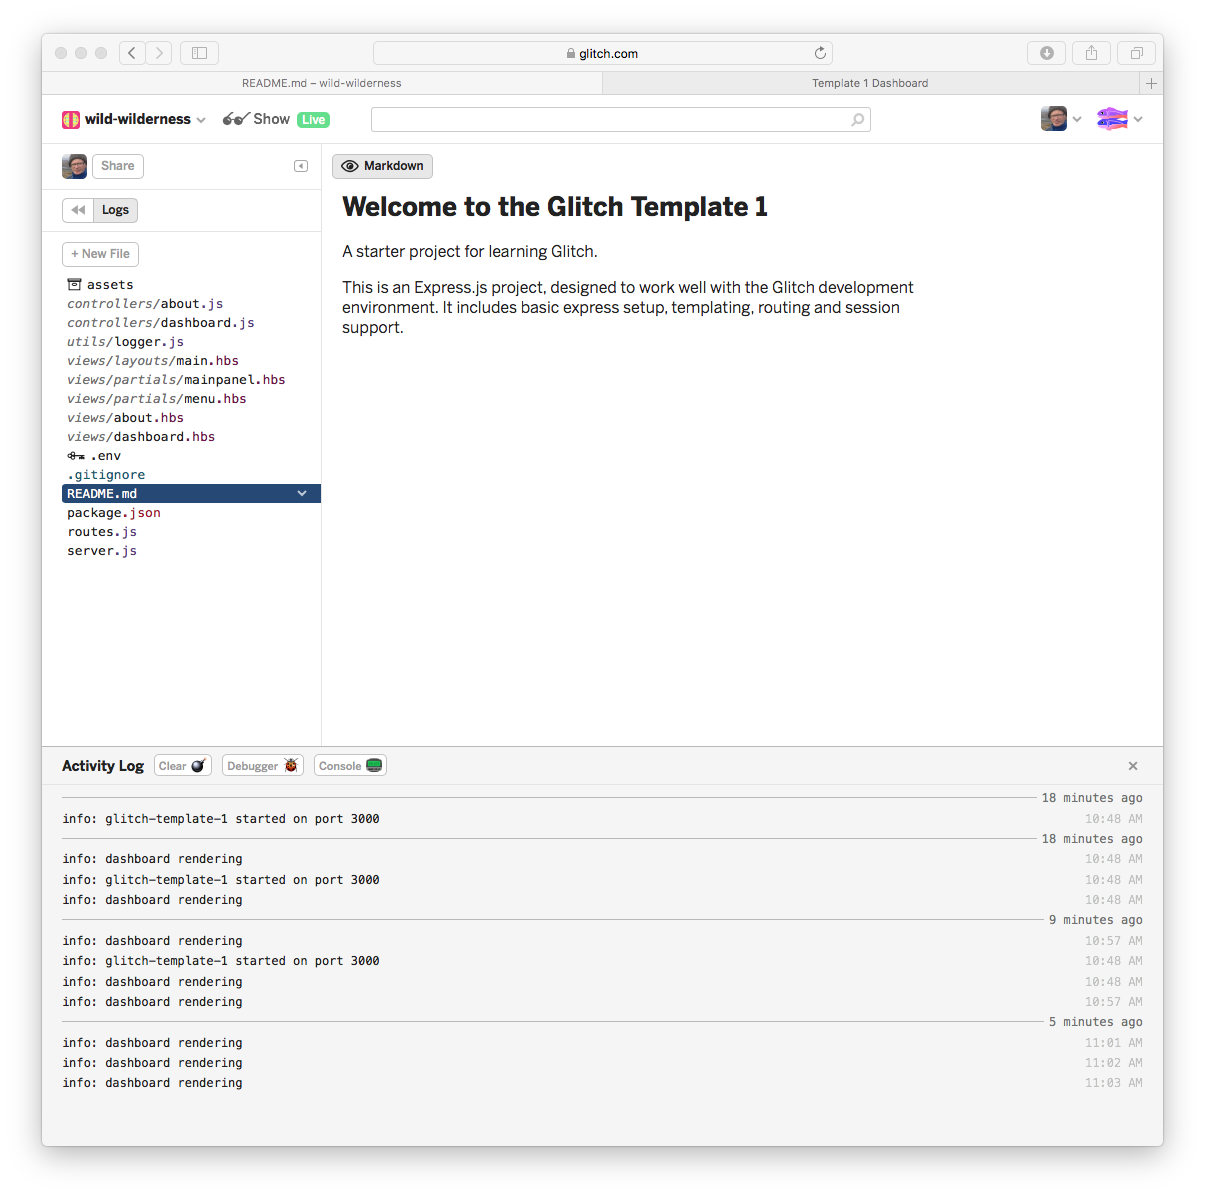 glitch.com
README.md – wild-wilderness
Template 1 Dashboard
wild-wilderness
Show
Live
Share
Markdown
Logs
Welcome to the Glitch Template 1
A starter project for learning Glitch.
This is an Express.js project, designed to work well with the Glitch development
environment. It includes basic express setup, templating, routing and session
support.
+ New File
assets
controllers/about.js
controllers/dashboard.js
utils/logger.js
views/layouts/main.hbs
views/partials/mainpanel.hbs
views/partials/menu.hbs
views/about.hbs
views/dashboard.hbs
.env
.gitignore
README.md
package.json
routes.js
server.js
Activity Log
Clear
Debugger
Console
18 minutes ago
info: glitch-template-1 started on port 3000 10:48 AM
18 minutes ago
info: dashboard rendering 10:48 AM
info: glitch-template-1 started on port 3000 10:48 AM
info: dashboard rendering 10:48 AM
9 minutes ago
info: dashboard rendering 10:57 AM
info: glitch-template-1 started on port 3000 10:48 AM
info: dashboard rendering 10:48 AM
info: dashboard rendering 10:57 AM
5 minutes ago
info: dashboard rendering 11:01 AM
info: dashboard rendering 11:02 AM
info: dashboard rendering 11:03 AM